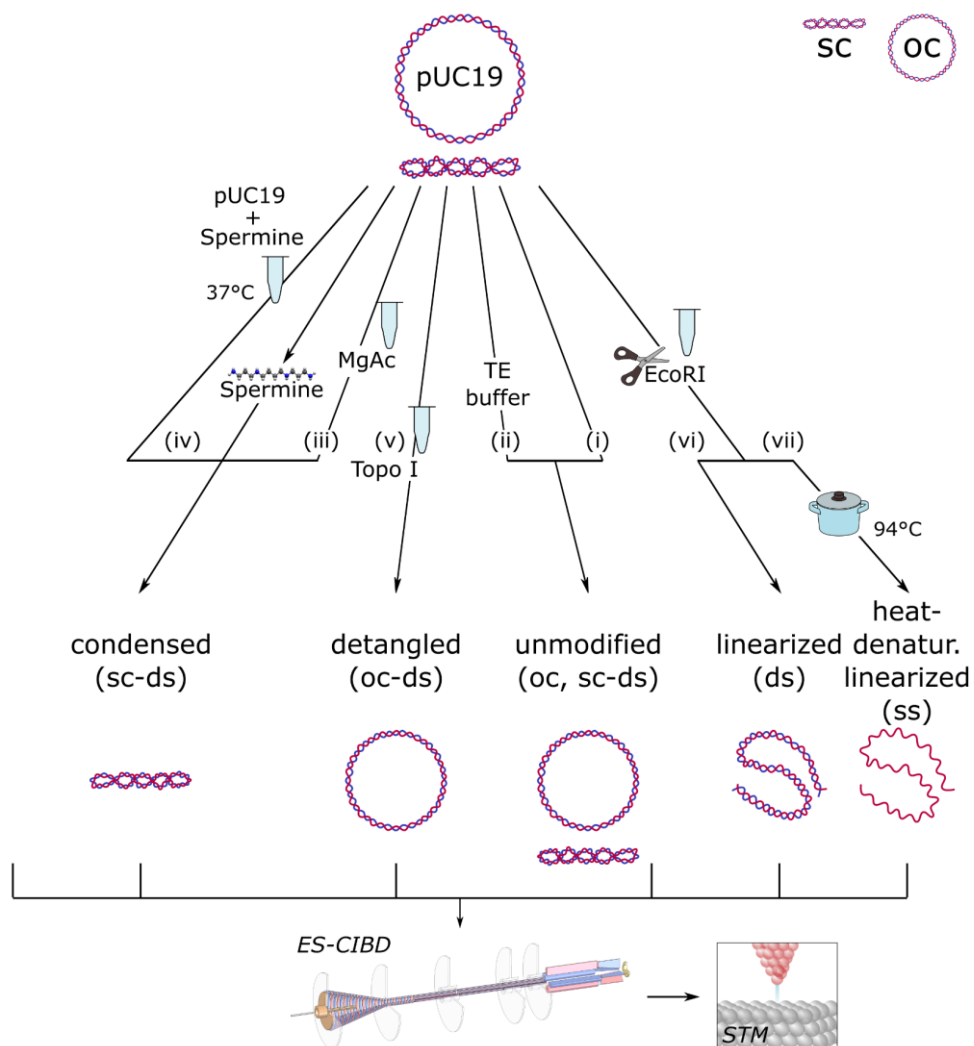 pUC19
sc
oc
pUC19
+
Spermine
37°C
MgAc
Spermine
TE
buffer
EcoRI
(iv)
(iii)
(v)
(ii)
(i)
(vi)
(vii)
Topo I
94°C
condensed
(sc-ds)
detangled
(oc-ds)
unmodified
(oc, sc-ds)
linearized
(ds)
heat-
denatur.
linearized
(ss)
ES-CIBD
STM